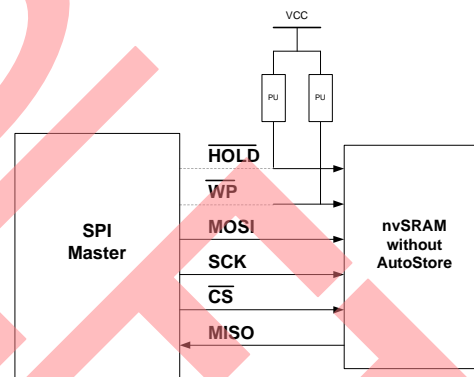 VCC
PU PU
HOLD
WP
MOSI
SCK
CS
MISO
SPI
Master
nvSRAM
without
AutoStore